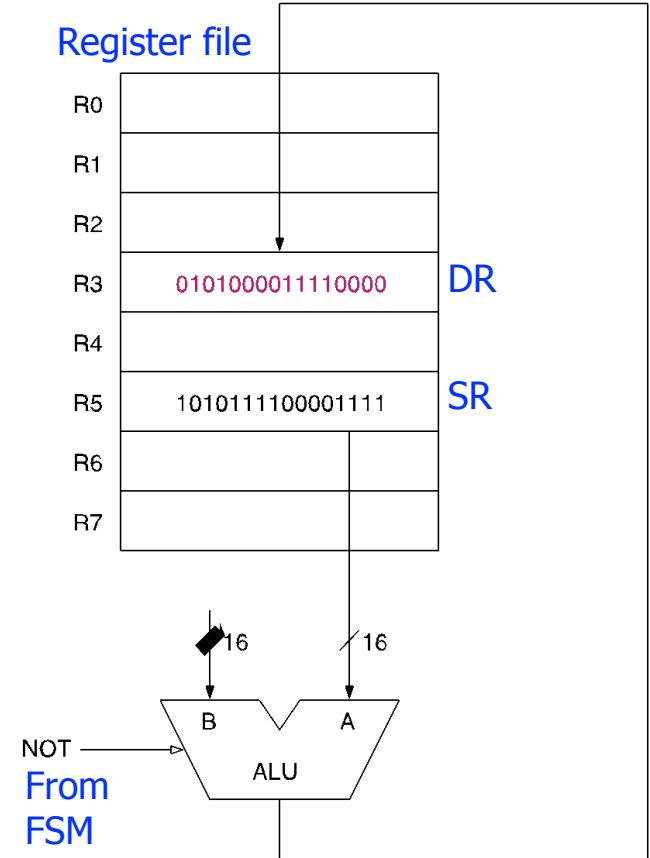 Register file
R0
R1
R2
R3 0101000011110000 DR
R4
R5 1010111100001111 SR
R6
R7
16 16
B A
NOT
ALU
From
FSM